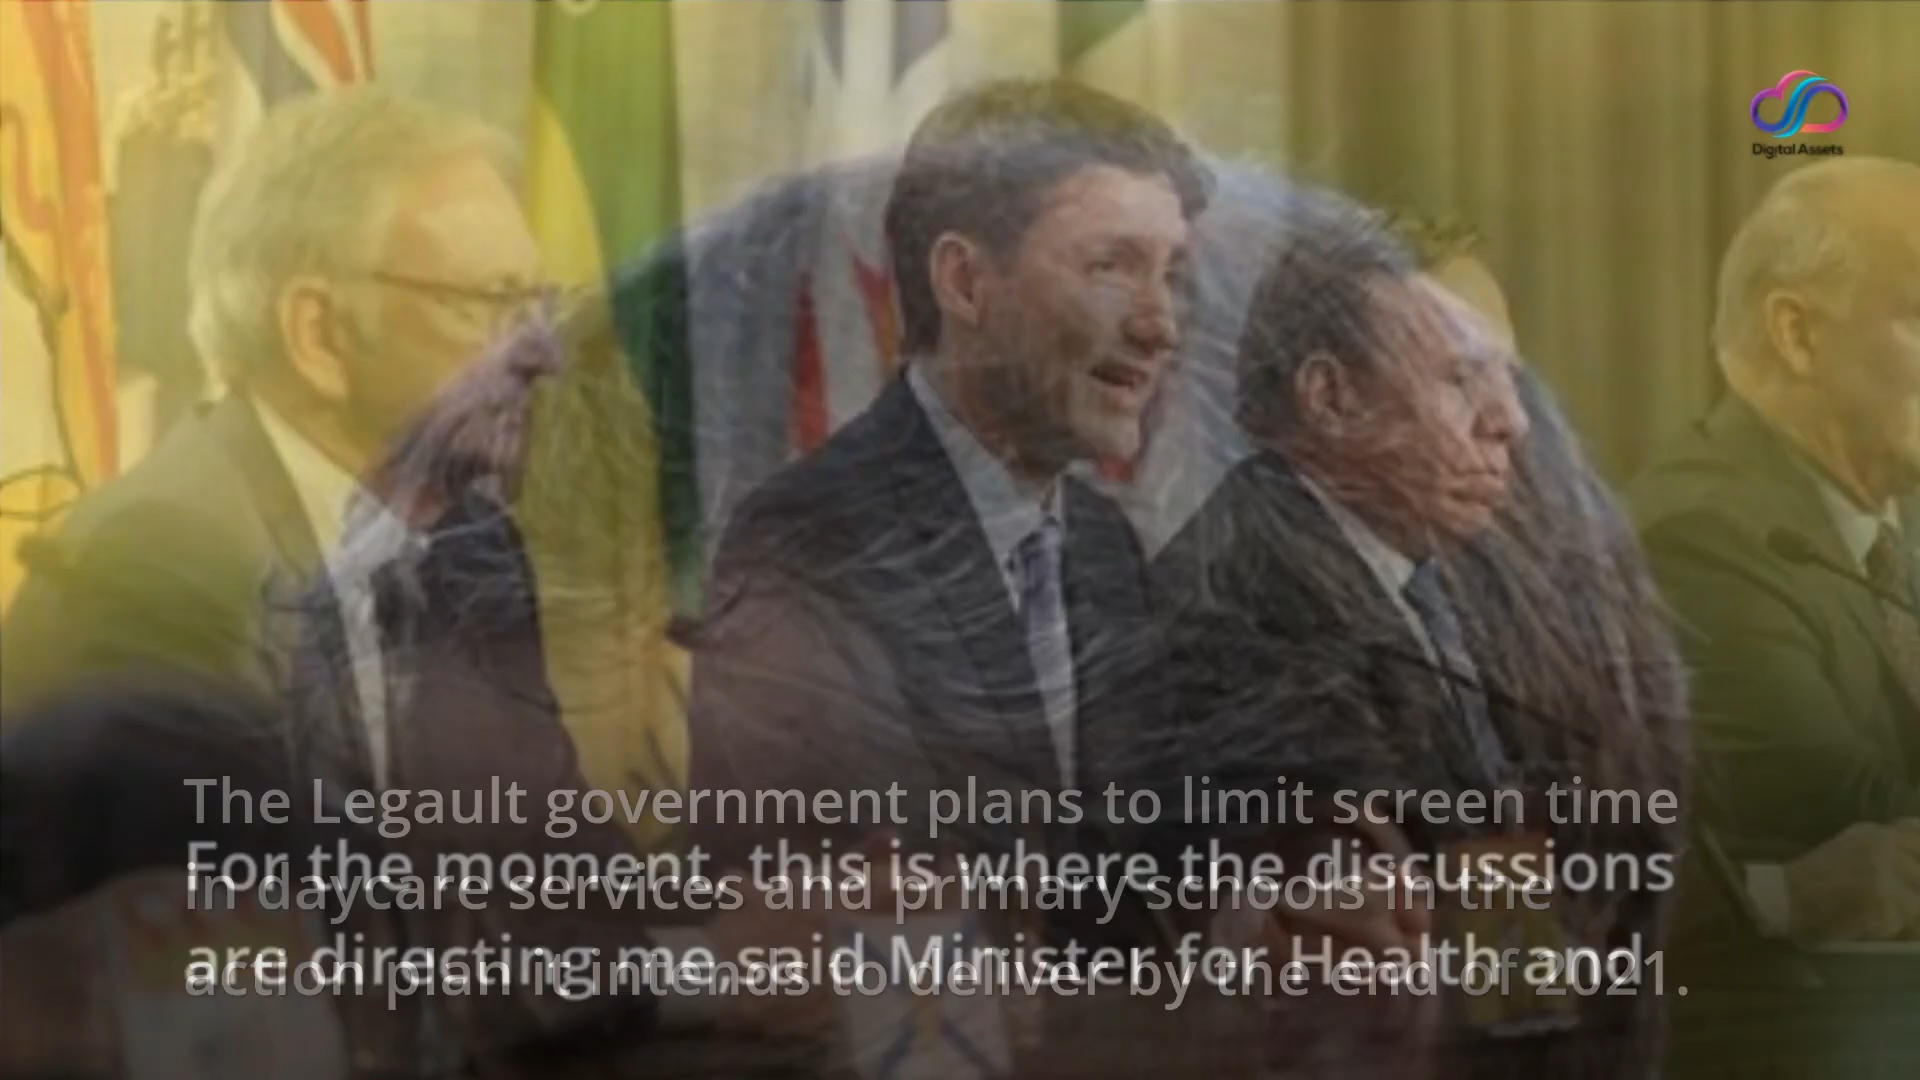 Digital Assets
The Legault government plans to limit screen time
in daycare services and primary schools in the
action plan it intends to deliver by the end of 2021.
For the moment, this is where the discussions
are directing me, said Minister for Health and